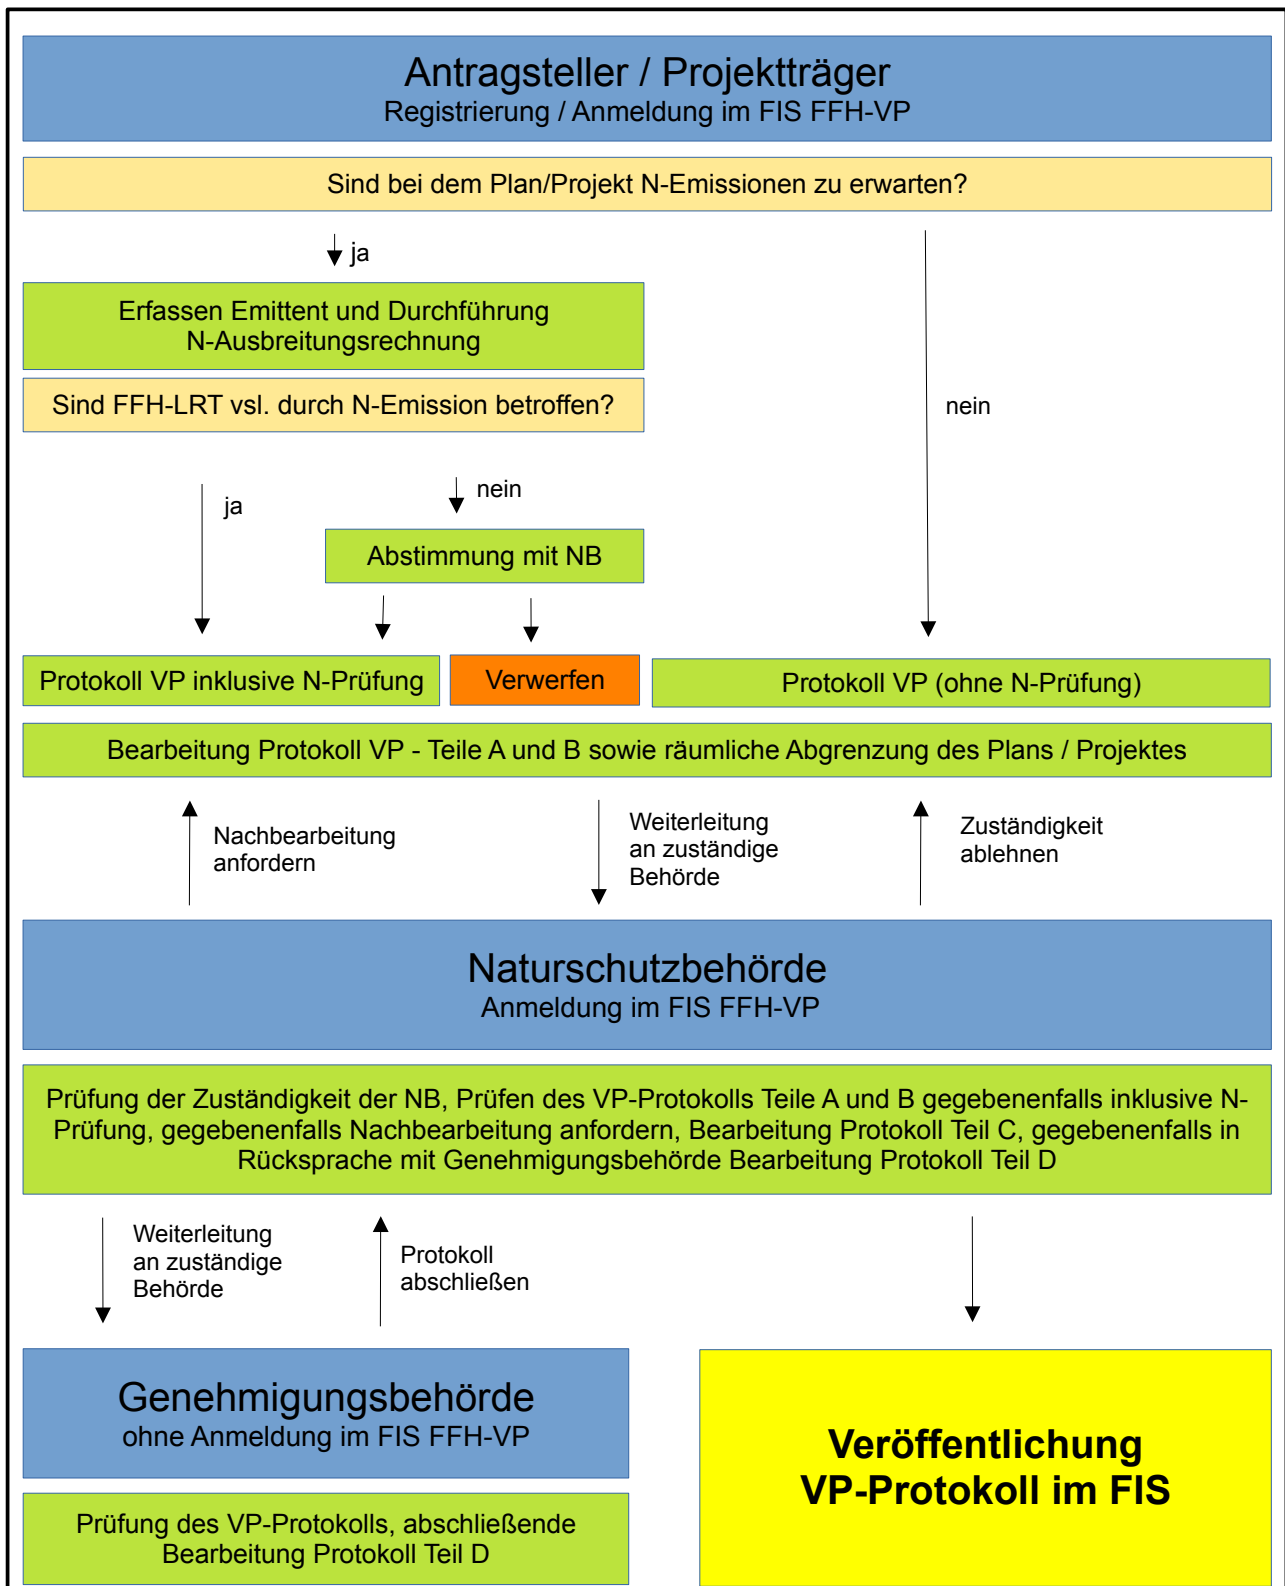 Antragsteller / Projektträger
Registrierung / Anmeldung im FIS FFH-VP
Sind bei dem Plan/Projekt N-Emissionen zu erwarten?
ja
Erfassen Emittent und Durchführung
N-Ausbreitungsrechnung
Sind FFH-LRT vsl. durch N-Emission betroffen?
nein
ja
nein
Abstimmung mit NB
Protokoll VP inklusive N-Prüfung
Verwerfen
Protokoll VP (ohne N-Prüfung)
Bearbeitung Protokoll VP - Teile A und B sowie räumliche Abgrenzung des Plans / Projektes
Nachbearbeitung
anfordern
Weiterleitung
an zuständige
Behörde
Zuständigkeit
ablehnen
Naturschutzbehörde
Anmeldung im FIS FFH-VP
Prüfung der Zuständigkeit der NB, Prüfen des VP-Protokolls Teile A und B gegebenenfalls inklusive N-
Prüfung, gegebenenfalls Nachbearbeitung anfordern, Bearbeitung Protokoll Teil C, gegebenenfalls in
Rücksprache mit Genehmigungsbehörde Bearbeitung Protokoll Teil D
Weiterleitung
an zuständige
Behörde
Protokoll
abschließen
Genehmigungsbehörde
ohne Anmeldung im FIS FFH-VP
Prüfung des VP-Protokolls, abschließende
Bearbeitung Protokoll Teil D
Veröffentlichung
VP-Protokoll im FIS